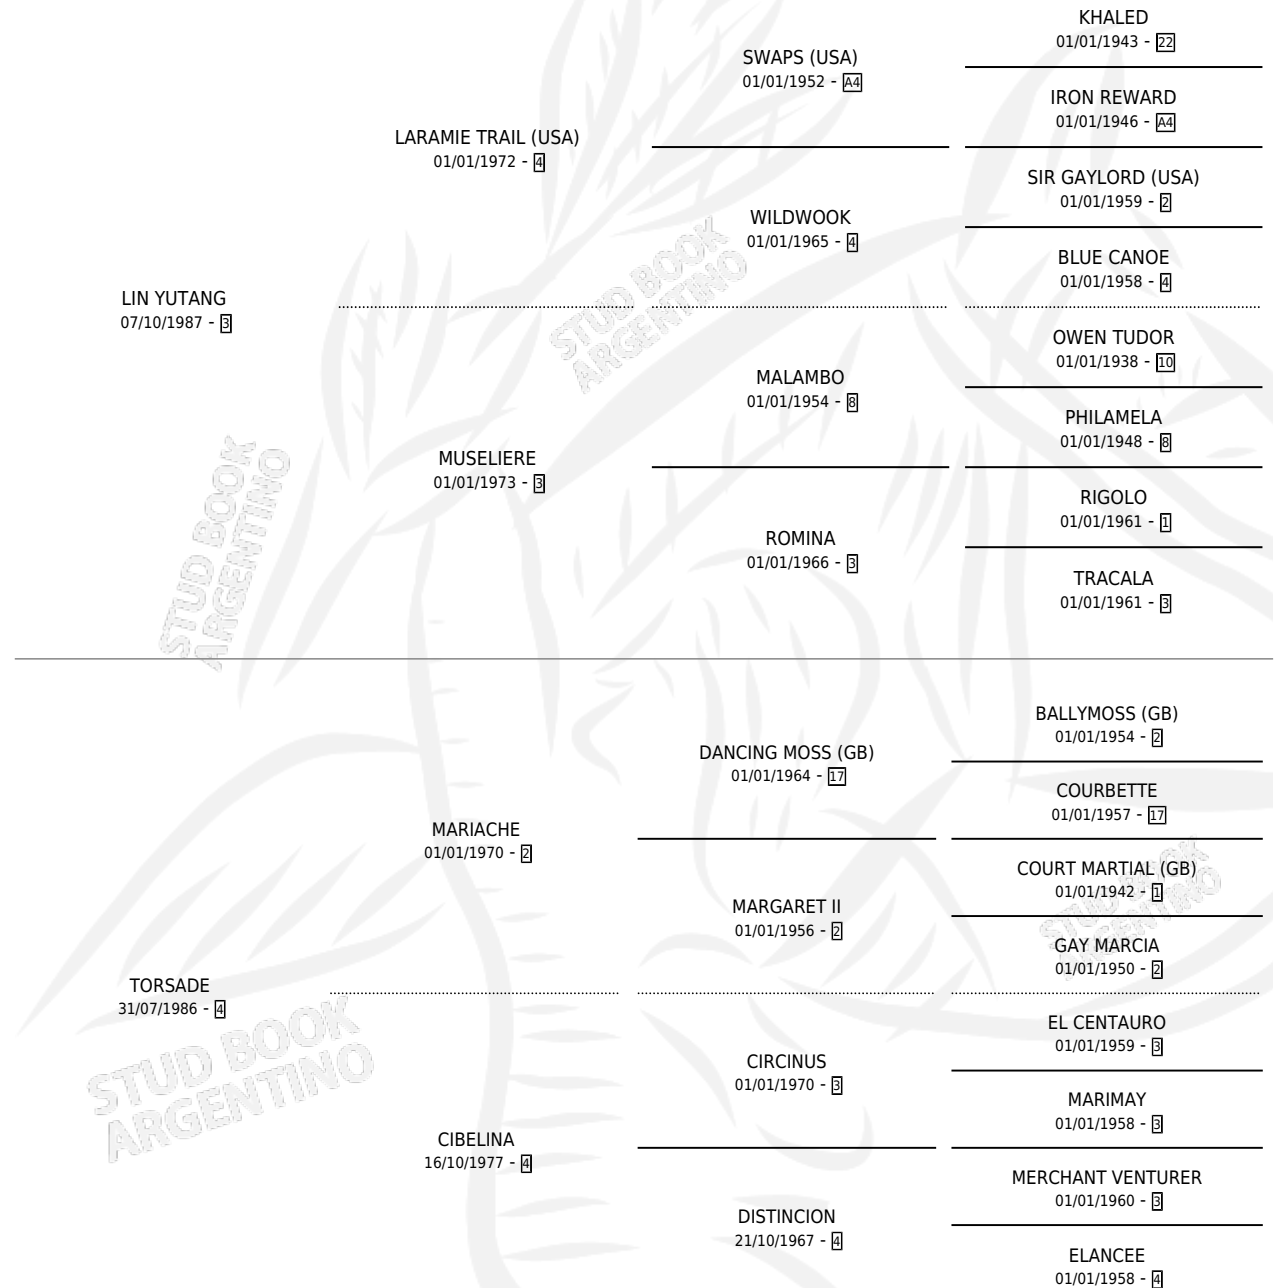 KHALED
01/01/1943 - 22
SWAPS (USA)
01/01/1952 - A4
IRON REWARD
01/01/1946 - A4
LARAMIE TRAIL (USA)
01/01/1972 - 4
SIR GAYLORD (USA)
01/01/1959 - 2
WILDWOOK
01/01/1965 - 4
BLUE CANOE
01/01/1958 - 4
LIN YUTANG
07/10/1987 - 3
OWEN TUDOR
01/01/1938 - 10
MALAMBO
01/01/1954 - 8
PHILAMELA
01/01/1948 - 8
MUSELIERE
01/01/1973 - 3
RIGOLO
01/01/1961 - 1
ROMINA
01/01/1966 - 3
TRACALA
01/01/1961 - 3
BALLYMOSS (GB)
01/01/1954 - 2
DANCING MOSS (GB)
01/01/1964 - 17
COURBETTE
01/01/1957 - 17
MARIACHE
01/01/1970 - 2
COURT MARTIAL (GB)
01/01/1942 - 1
MARGARET II
01/01/1956 - 2
GAY MARCIA
01/01/1950 - 2
TORSADE
31/07/1986 - 4
EL CENTAURO
01/01/1959 - 3
CIRCINUS
01/01/1970 - 3
MARIMAY
01/01/1958 - 3
CIBELINA
16/10/1977 - 4
MERCHANT VENTURER
01/01/1960 - 3
DISTINCION
21/10/1967 - 4
ELANCEE
01/01/1958 - 4
STUD BOOK
ARGENTINO
STUD BOOK
ARGENTINO
STUD BOOK
ARGENTINO
STUD BOOK
ARGENTINO